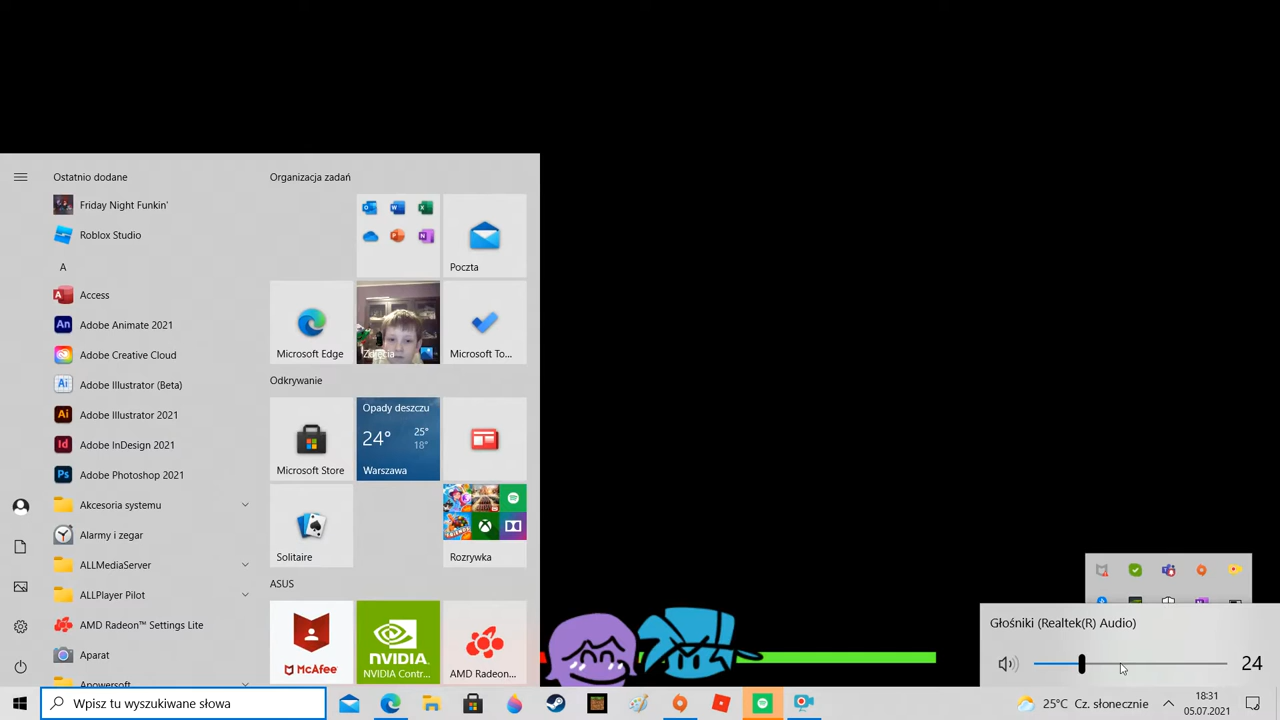 Ostatnio dodane
Friday Night Funkin'
Roblox Studio
A
Access
Adobe Animate 2021
Adobe Creative Cloud
Adobe Illustrator (Beta)
Adobe Illustrator 2021
Adobe InDesign 2021
Adobe Photoshop 2021
Akcesoria systemu
Alarmy i zegar
ALLMediaServer
ALLPlayer Pilot
AMD Radeon™ Settings Lite
Aparat
Apowersoft
Organizacja zadań
Poczta
Microsoft Edge
Zdjęcia
Microsoft To...
Odkrywanie
Microsoft Store
Opady deszczu
24° 25°
18°
Warszawa
Solitaire
Rozrywka
ASUS
McAfee
NVIDIA
NVIDIA Contr...
AMD Radeon...
Głośniki (Realtek(R) Audio)
24
Wpisz tu wyszukiwane słowa
25°C Cz. słonecznie
18:31
05.07.2021